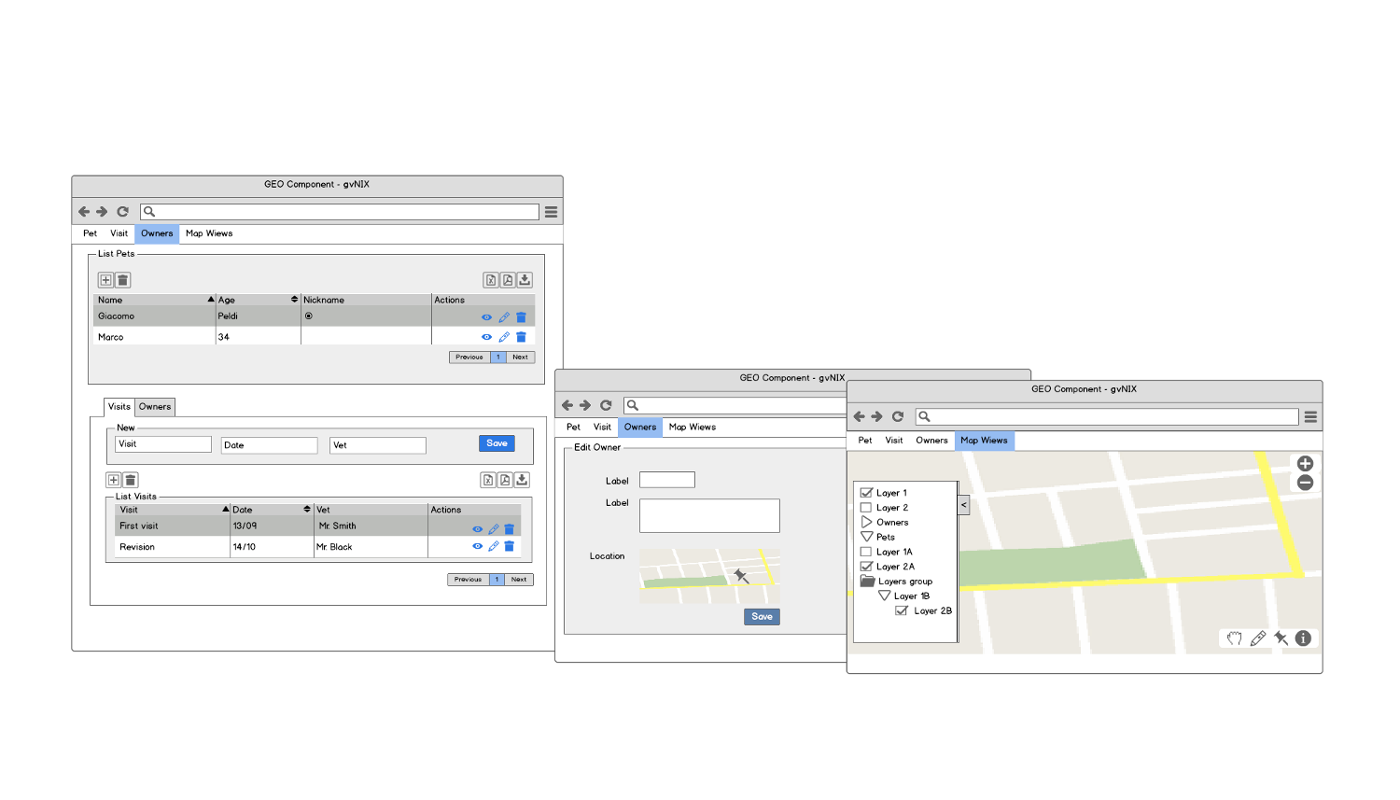 GEO Component - gvNIX
Pet Visit Owners Map Wiews
List Pets
Name Age Nickname Actions
Giacomo Peldi
Marco 34
Previous 1 Next
Visits Owners
New
Visit Date Vet Save
List Visits
Visit Date Vet Actions
First visit 13/09 Mr. Smith
Revision 14/10 Mr. Black
Previous 1 Next
GEO Component - gvNIX
Pet Visit Owners Map Wiews
Edit Owner
Label
Label
Location
Save
GEO Component - gvNIX
Pet Visit Owners Map Wiews
Layer 1
<
Layer 2
Owners
Pets
Layer 1A
Layer 2A
Layers group
Layer 1B
Layer 2B